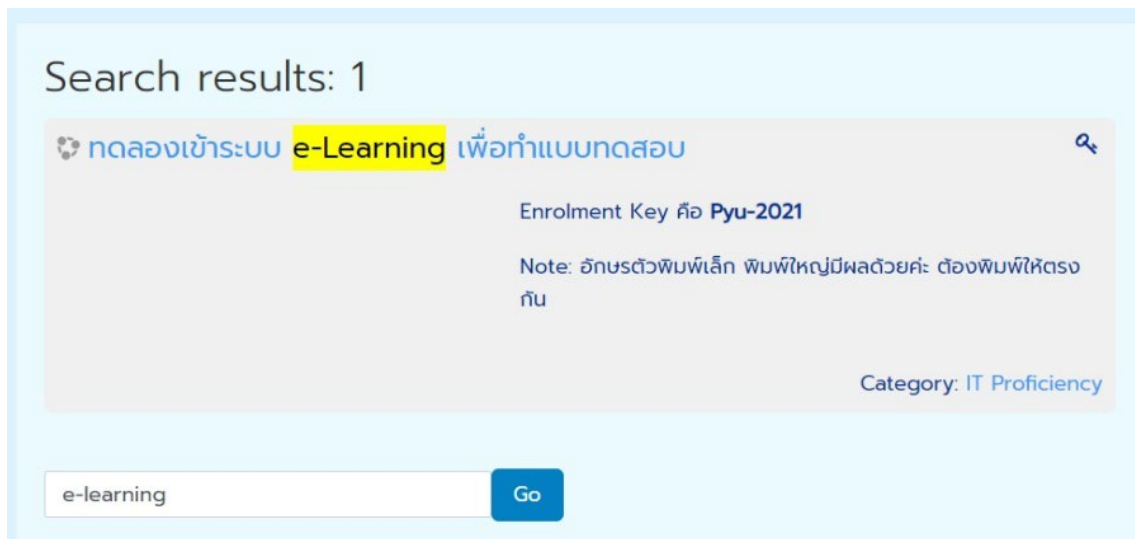 Search results: 1
ทดลองเข้าระบบ e-Learning เพื่อทำแบบทดสอบ
Enrolment Key คือ Pyu-2021
Note: อักษรตัวพิมพ์เล็ก พิมพ์ใหญ่มีผลด้วยค่ะ ต้องพิมพ์ให้ตรง
กัน
Category: IT Proficiency
e-learning
Go